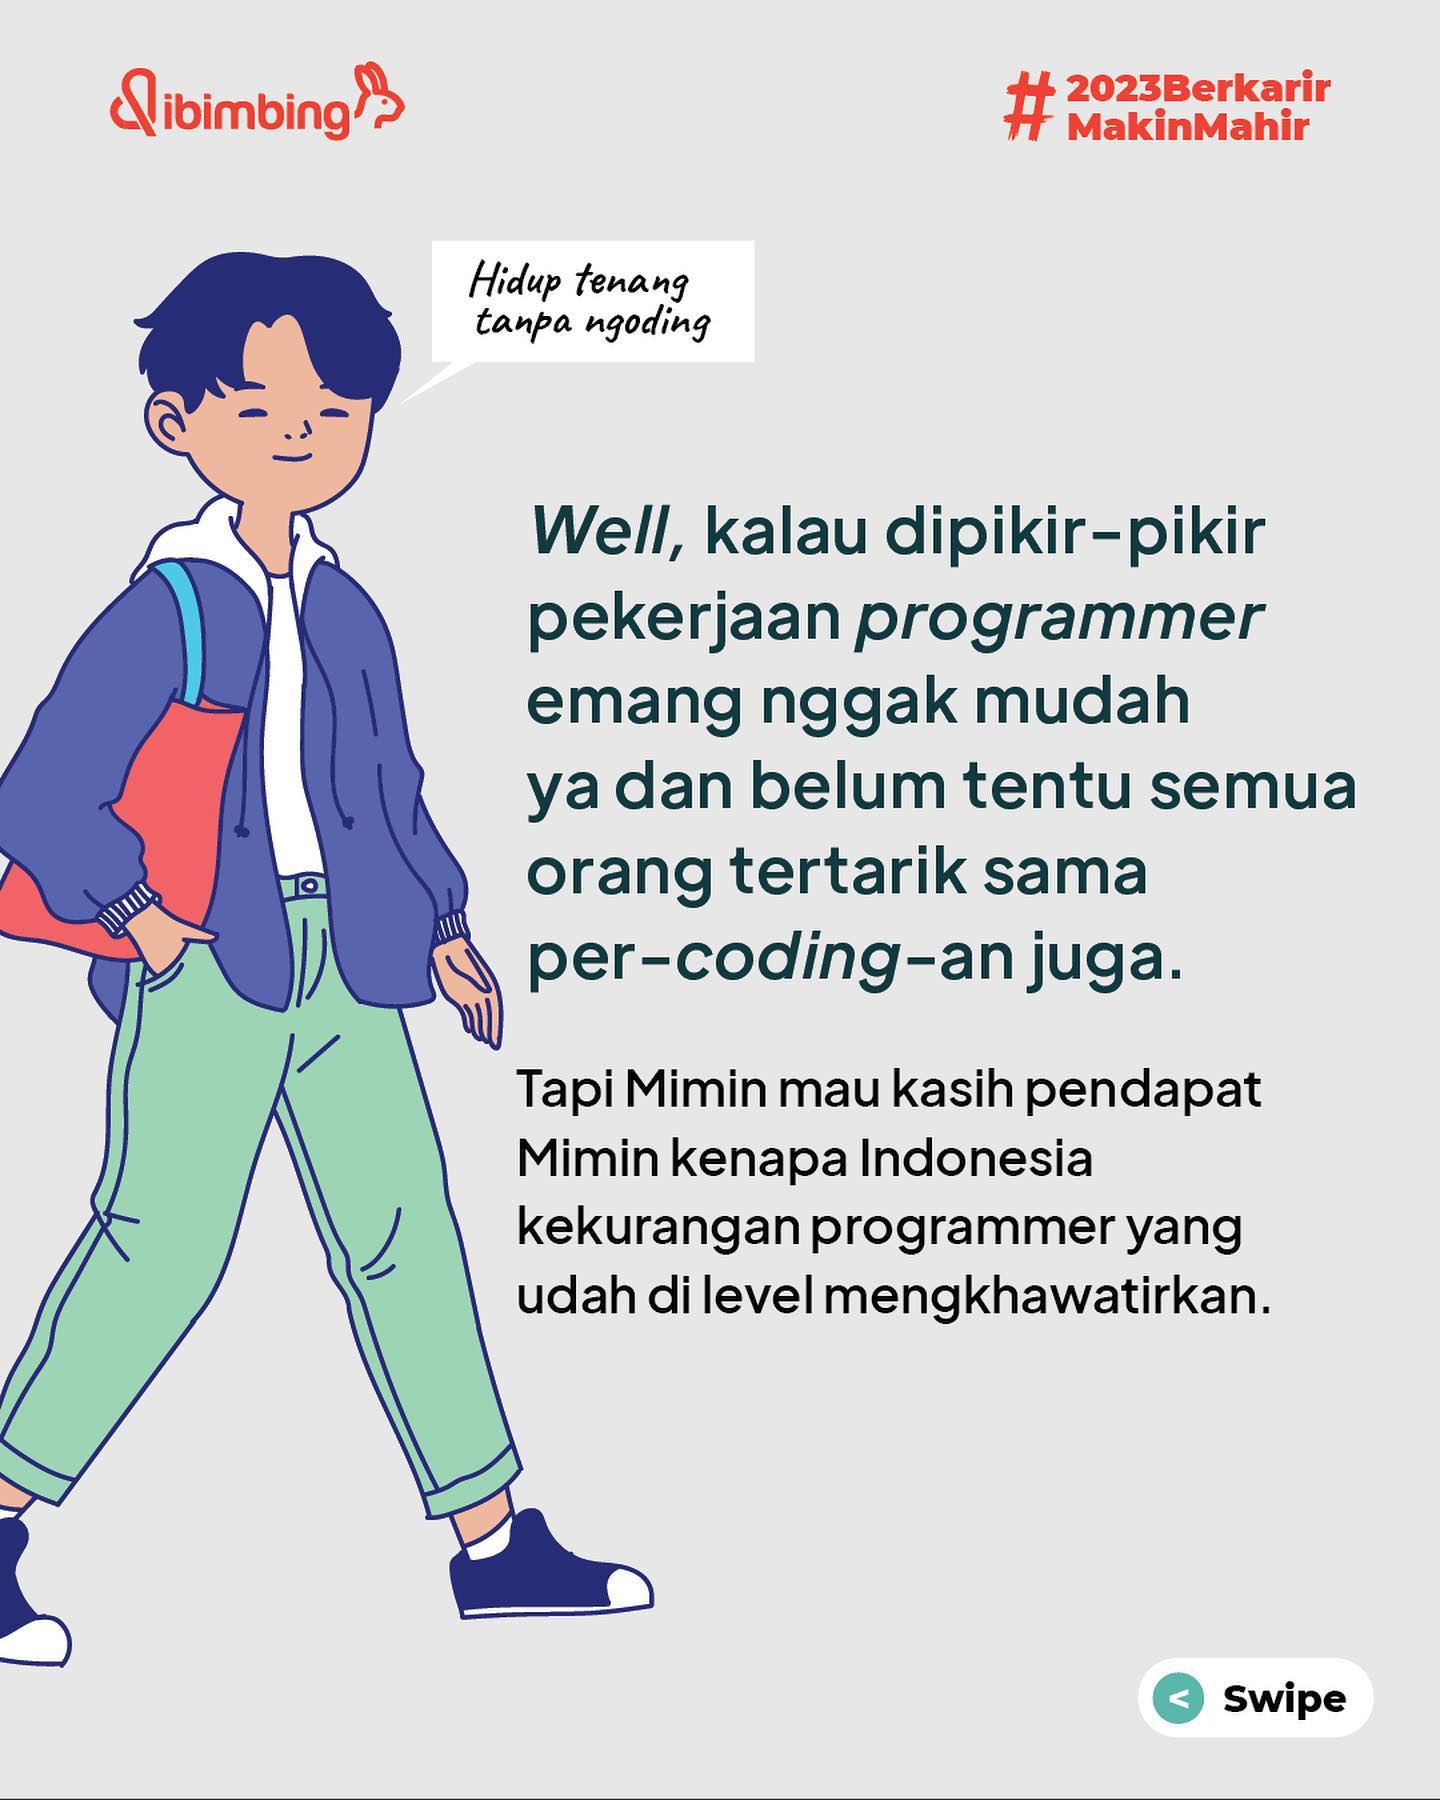 dibimbing
#2023Berkarir
MakinMahir
Hidup tenang
tanpa ngoding
Well, kalau dipikir-pikir
pekerjaan programmer
emang nggak mudah
ya dan belum tentu semua
orang tertarik sama
per-coding-an juga.
Tapi Mimin mau kasih pendapat
Mimin kenapa Indonesia
kekurangan programmer yang
udah di level mengkhawatirkan.
< Swipe